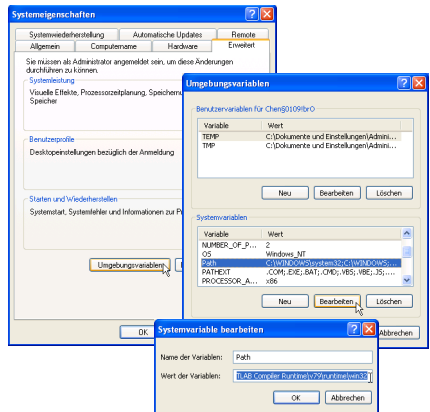 Systemeigenschaften
Systemwiederherstellung Automatische Updates Remote
Allgemein Computername Hardware Erweitert
Sie müssen als Administrator angemeldet sein, um diese Änderungen
durchführen zu können.
Systemleistung
Visuelle Effekte, Prozessorzeitplanung,
Speicher
Benutzerprofile
Desktopeinstellungen bezüglich der Anmeldung
Starten und Wiederherstellen
Systemstart, Systemfehler und Informationen zur
Umgebungsvariablen
OK
Umgebungsvariablen
Benutzervariablen für Chen§0109!brO
Variable Wert
TEMP C:\Dokumente und Einstellungen\Admini...
TMP C:\Dokumente und Einstellungen\Admini...
Neu Bearbeiten Löschen
Systemvariablen
Variable Wert
NUMBER_OF_P... 2
OS Windows_NT
Path C:\WINDOWS\system32;C:\WINDOWS;...
PATHEXT .COM;.EXE;.BAT;.CMD;.VBS;.VBE;.JS;....
PROCESSOR_A... x86
Neu Bearbeiten Löschen
Abbrechen
Systemvariable bearbeiten
Name der Variablen: Path
Wert der Variablen: TLAB Compiler Runtime\v79\runtime\win32
OK Abbrechen